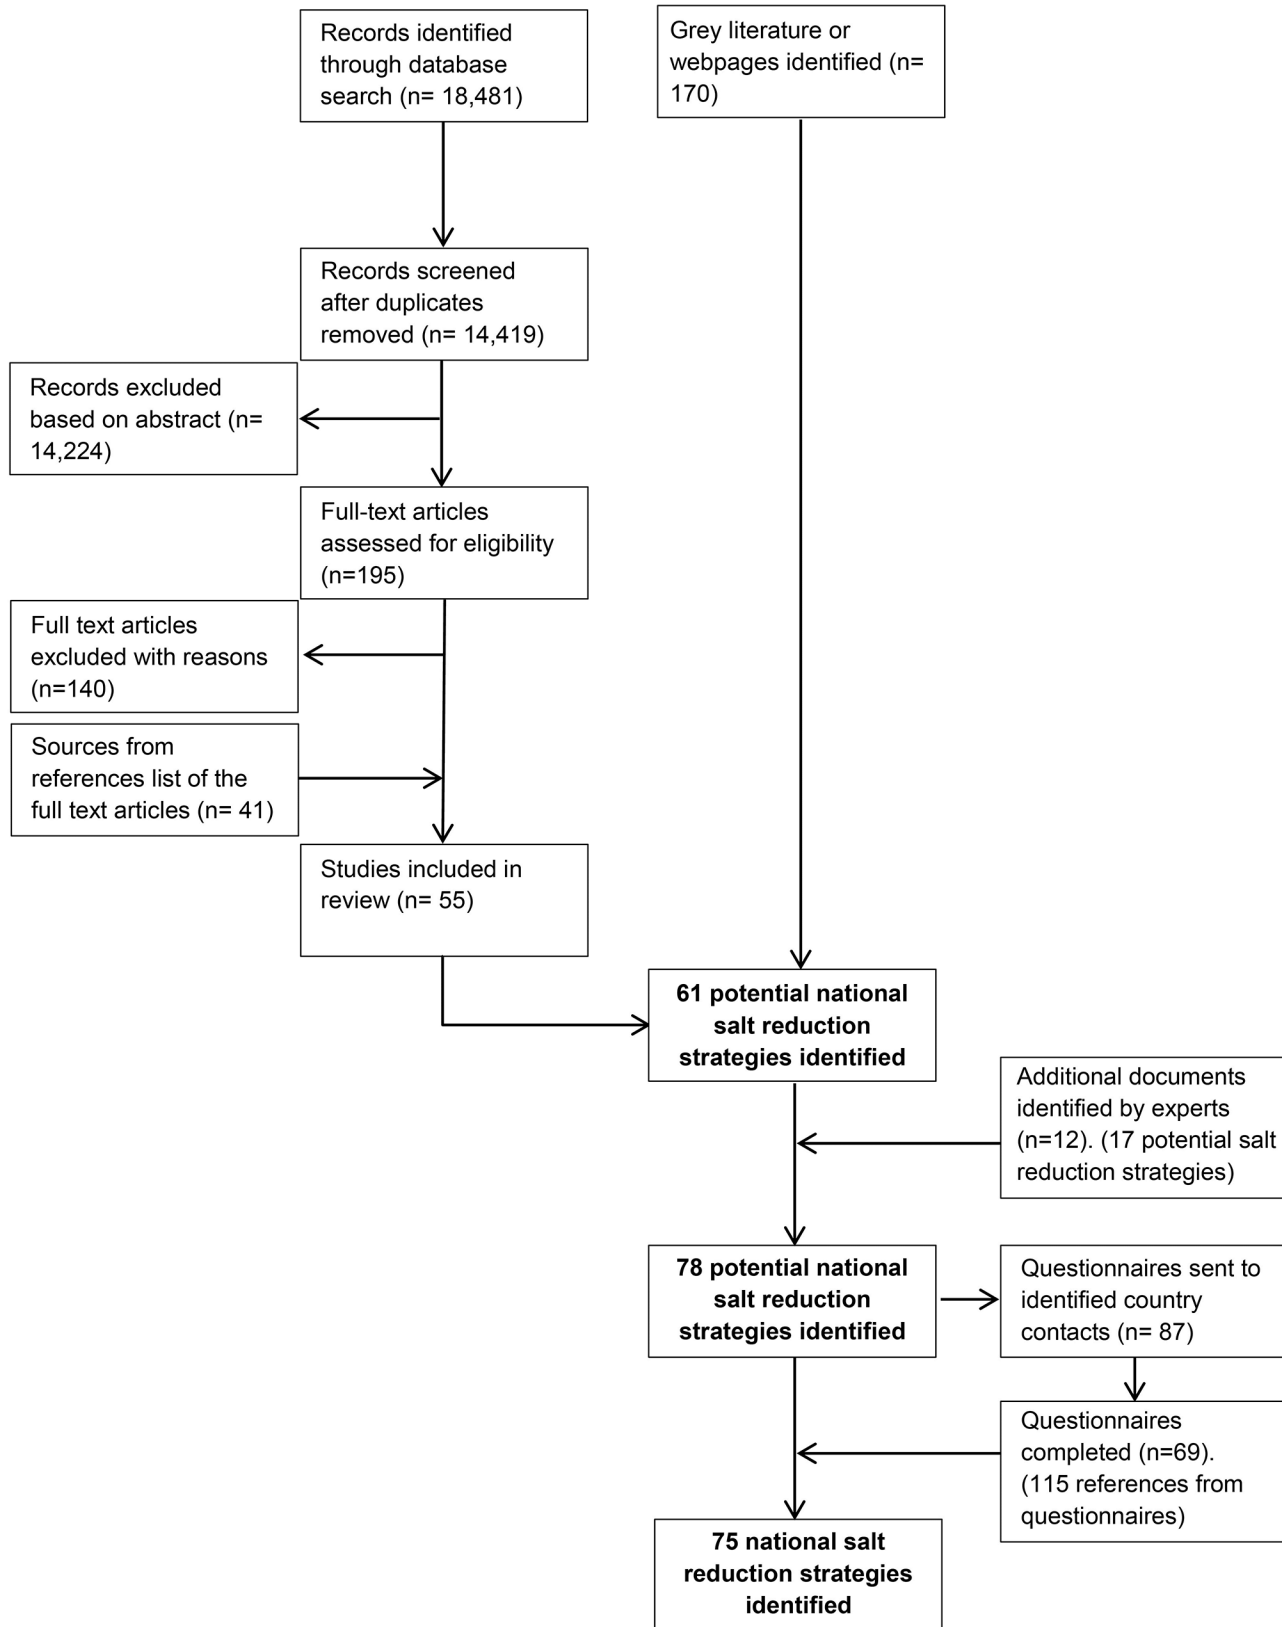 Records identified
through database
search (n= 18,481)
Grey literature or
webpages identified (n=
170)
Records screened
after duplicates
removed (n= 14,419)
Records excluded
based on abstract (n=
14,224)
Full-text articles
assessed for eligibility
(n=195)
Full text articles
excluded with reasons
(n=140)
Sources from
references list of the
full text articles (n= 41)
Studies included in
review (n= 55)
61 potential national
salt reduction
strategies identified
Additional documents
identified by experts
(n=12). (17 potential salt
reduction strategies)
78 potential national
salt reduction
strategies identified
Questionnaires sent to
identified country
contacts (n= 87)
Questionnaires
completed (n=69).
(115 references from
questionnaires)
75 national salt
reduction strategies
identified